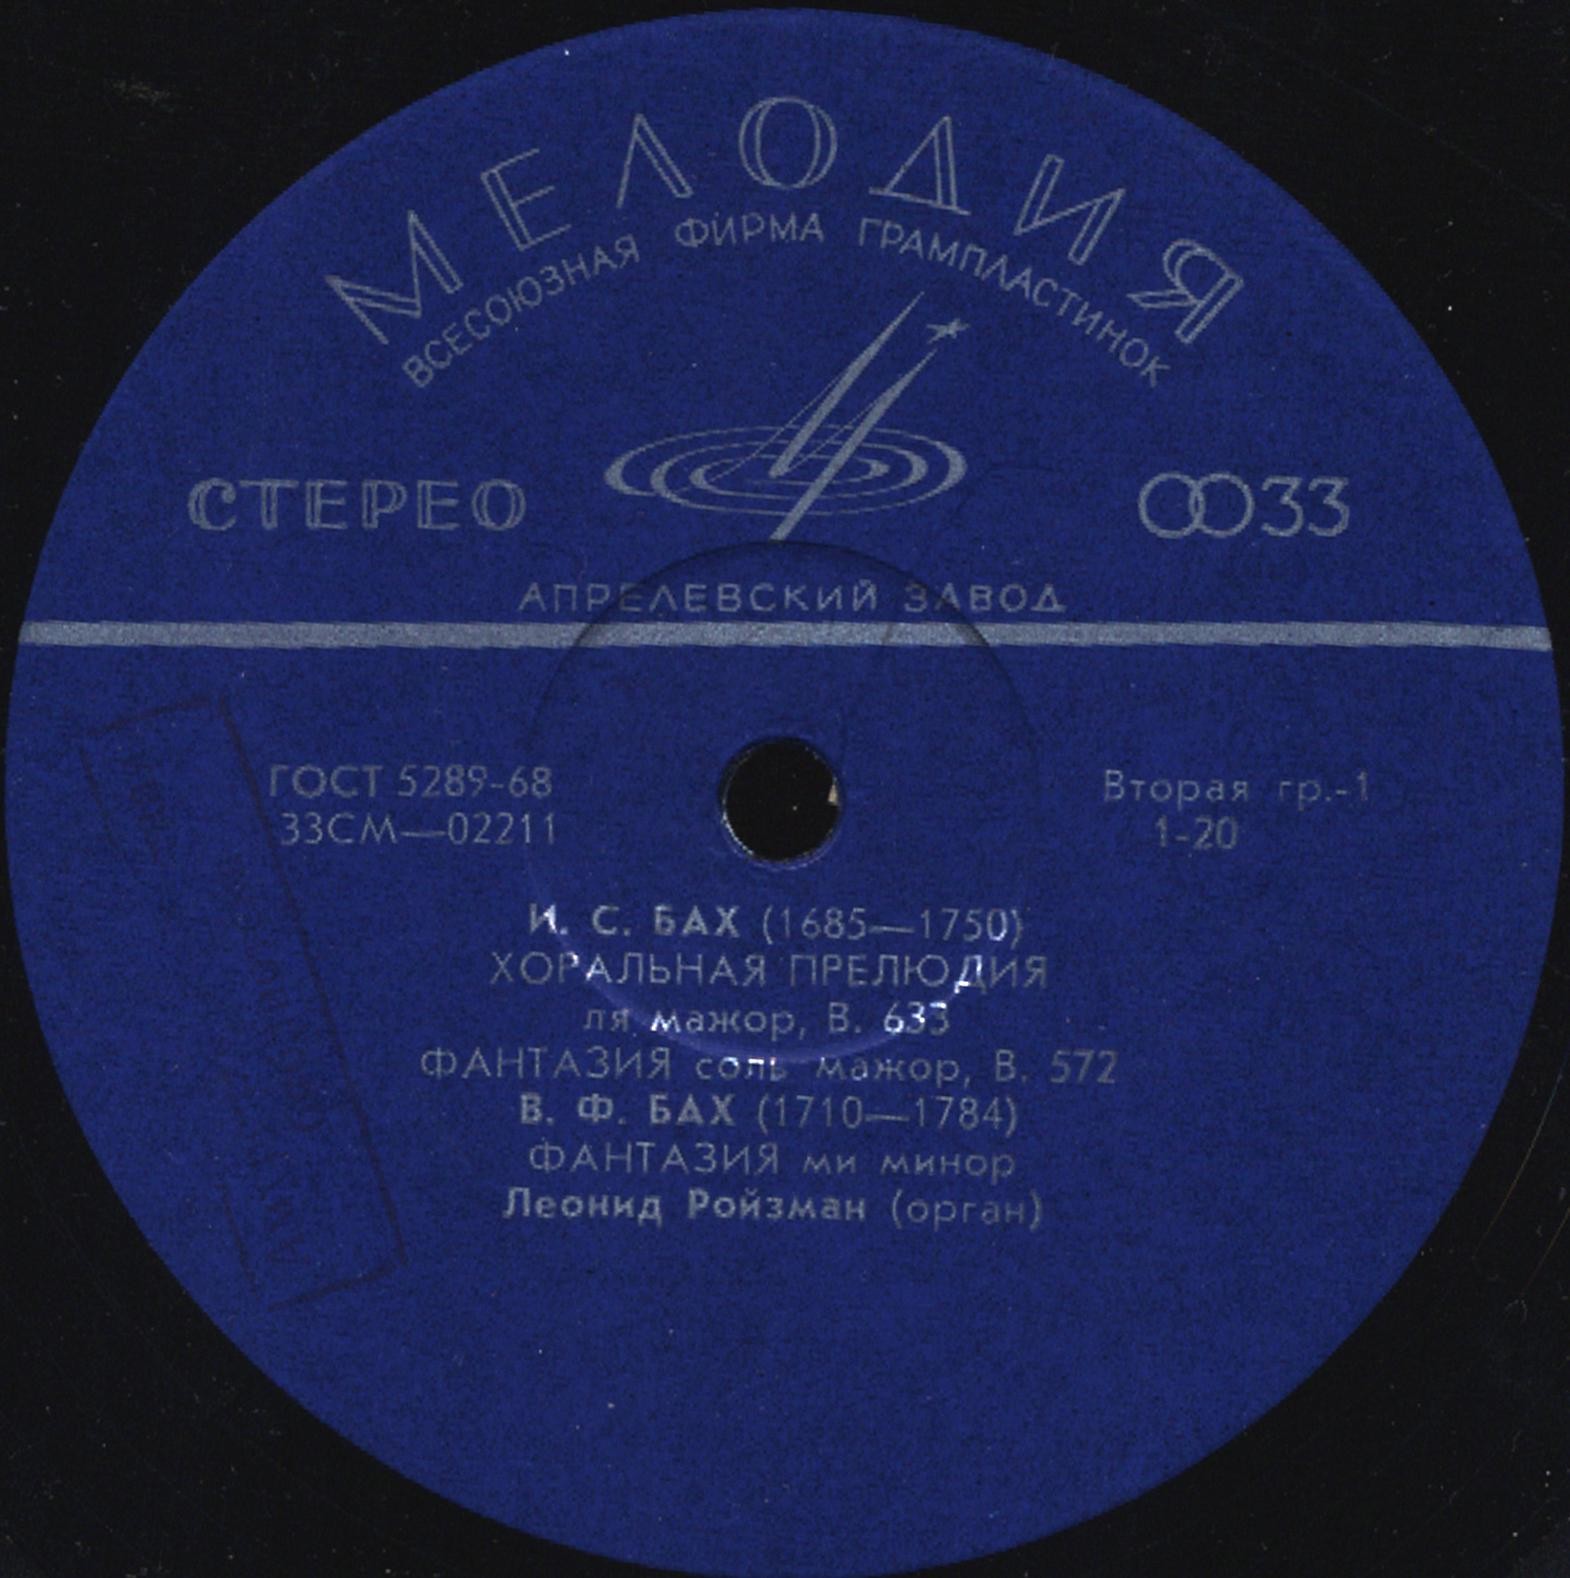 МЕЛОДИЯ
ВСЕСОЮЗНАЯ ФИРМА ГРАМПЛАСТИНОК
СТЕРЕО
33
АПРЕЛЕВСКИЙ ЗАВОД
ГОСТ 5289-68
33СМ—02211
Вторая гр.-1
1-20
И. С. БАХ (1685—1750)
ХОРАЛЬНАЯ ПРЕЛЮДИЯ
ля мажор, В. 633
ФАНТАЗИЯ соль мажор, В. 572
В. Ф. БАХ (1710—1784)
ФАНТАЗИЯ ми минор
Леонид Ройзман (орган)